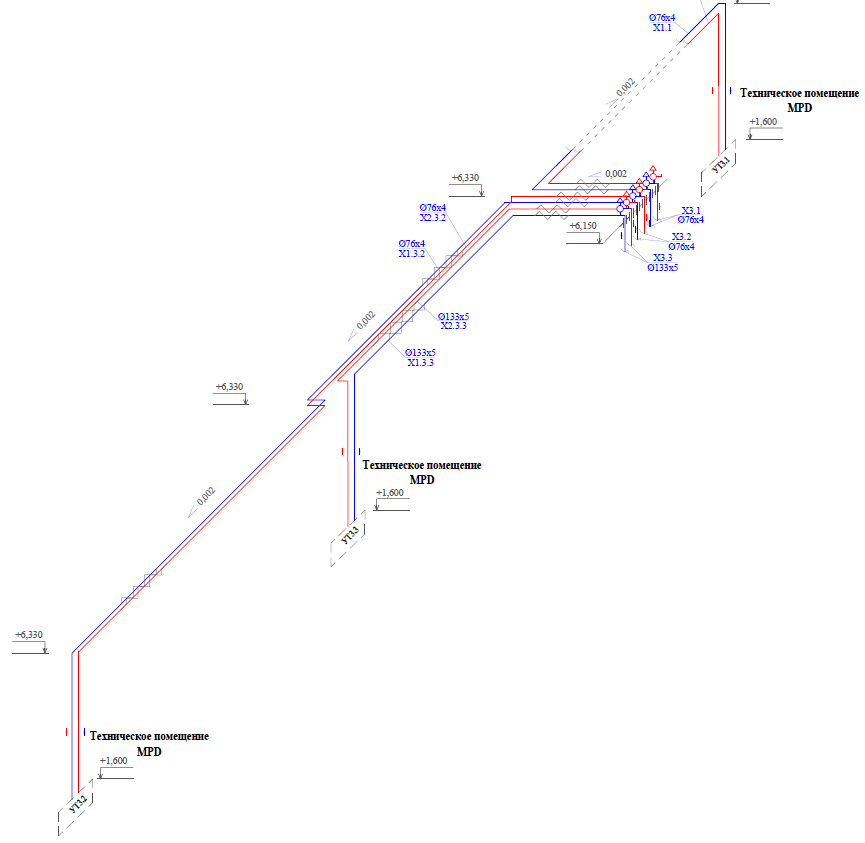 Ø76x4
X1.1
0,002
Техническое помещение
MPD
+1,600
УТ3.1
+6,330
0,002
Ø76x4
X2.3.2
X3.1
Ø76x4
+6,150
X3.2
Ø76x4
Ø76x4
X1.3.2
X3.3
Ø133x5
0,002
Ø133x5
X2.3.3
Ø133x5
X1.3.3
+6,330
Техническое помещение
MPD
0,002
+1,600
УТ3.3
+6,330
Техническое помещение
MPD
+1,600
УТ3.2